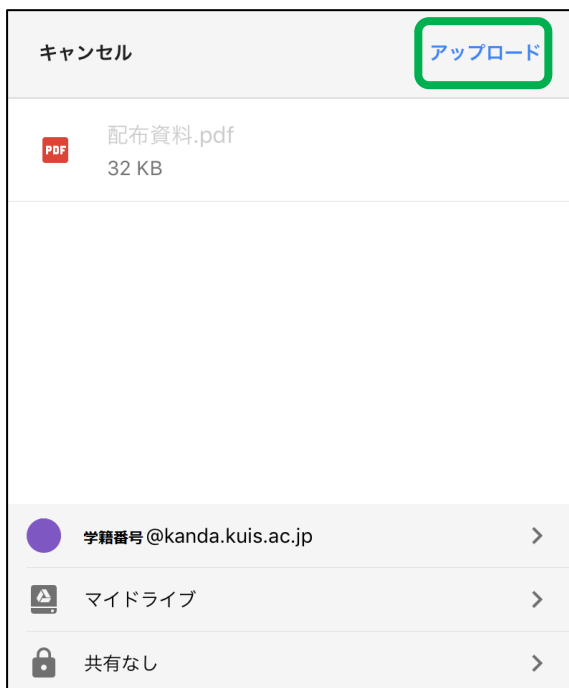 キャンセル アップロード
配布資料.pdf
PDF
32 KB
学籍番号@kanda.kuis.ac.jp
マイドライブ
共有なし